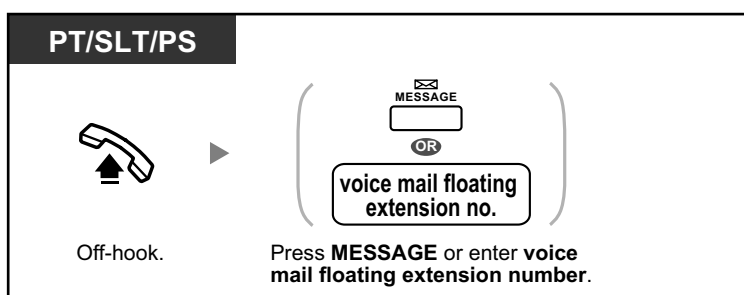 PT/SLT/PS
MESSAGE
OR
voice mail floating
extension no.
Off-hook.
Press MESSAGE or enter voice
mail floating extension number.